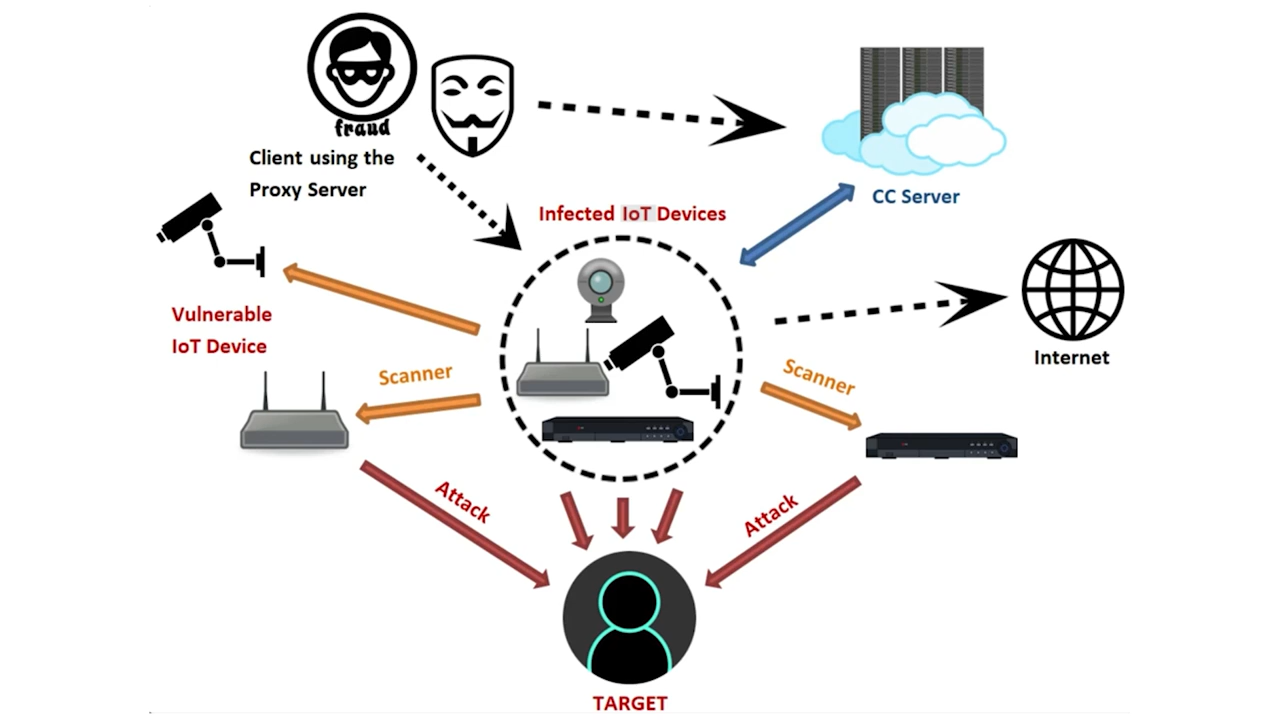 fraud
Client using the
Proxy Server
CC Server
Infected IoT Devices
Vulnerable
IoT Device
Internet
Scanner
Scanner
Attack
Attack
TARGET